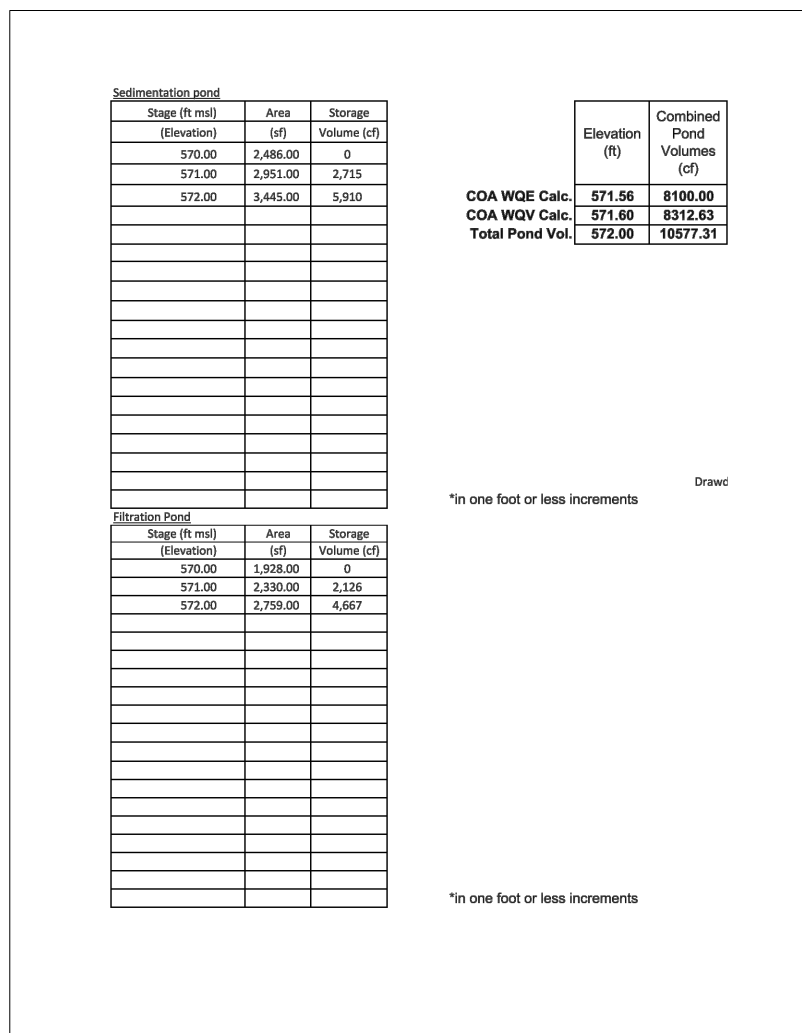 Sedimentation pond
Stage (ft msl) Area Storage
(Elevation) (sf) Volume (cf)
570.00 2,486.00 0
571.00 2,951.00 2,715
572.00 3,445.00 5,910
Combined
Elevation Pond
(ft) Volumes
(cf)
COA WQE Calc. 571.56 8100.00
COA WQV Calc. 571.60 8312.63
Total Pond Vol. 572.00 10577.31
Drawd
*in one foot or less increments
Filtration Pond
Stage (ft msl) Area Storage
(Elevation) (sf) Volume (cf)
570.00 1,928.00 0
571.00 2,330.00 2,126
572.00 2,759.00 4,667
*in one foot or less increments